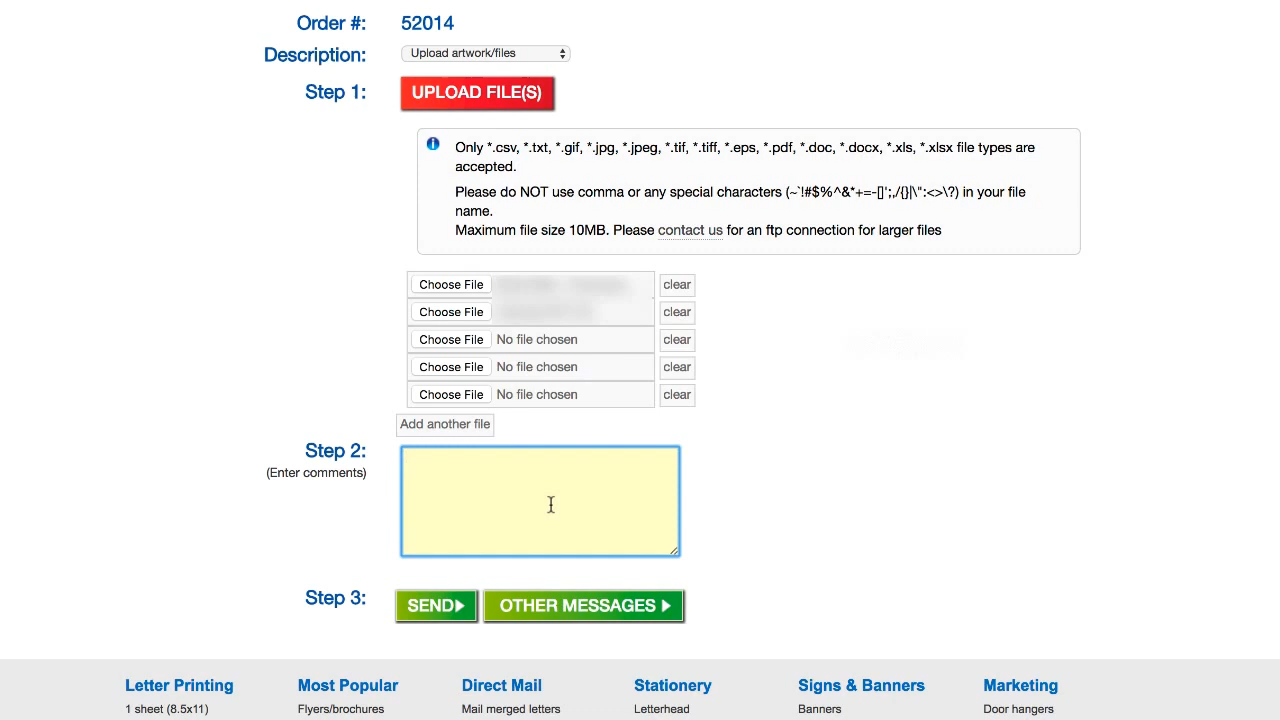 Order #: 52014
Description: Upload artwork/files
Step 1: UPLOAD FILE(S)
Only *.csv, *.txt, *.gif, *.jpg, *.jpeg, *.tif, *.tiff, *.eps, *.pdf, *.doc, *.docx, *.xls, *.xlsx file types are
accepted.
Please do NOT use comma or any special characters (~`!#$%^&*+=-[]';,/{}|\":<>\?) in your file
name.
Maximum file size 10MB. Please contact us for an ftp connection for larger files
Choose File clear
Choose File clear
Choose File No file chosen clear
Choose File No file chosen clear
Choose File No file chosen clear
Add another file
Step 2:
(Enter comments)
Step 3: SEND OTHER MESSAGES
Letter Printing Most Popular Direct Mail Stationery Signs & Banners Marketing
1 sheet (8.5x11) Flyers/brochures Mail merged letters Letterhead Banners Door hangers